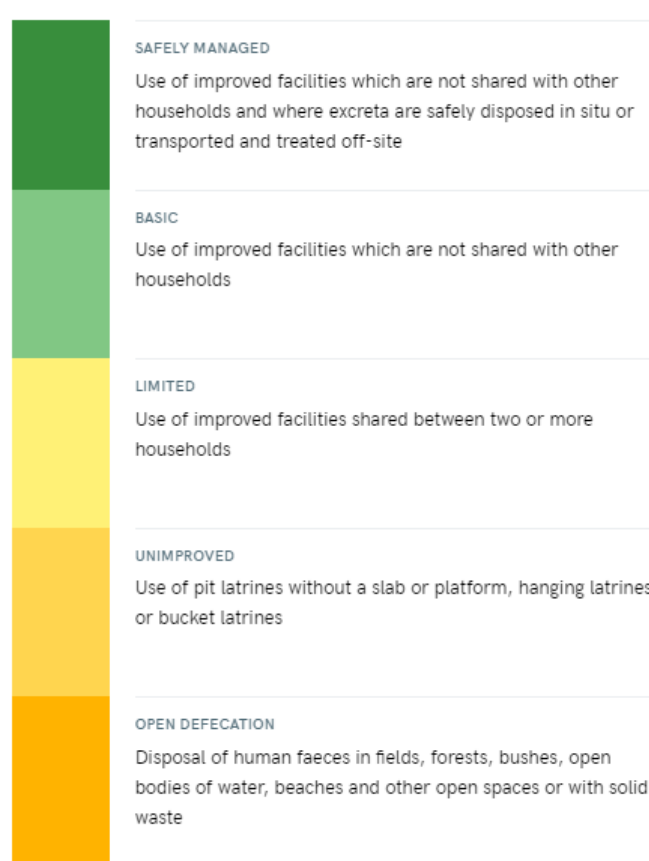 SAFELY MANAGED
Use of improved facilities which are not shared with other
households and where excreta are safely disposed in situ or
transported and treated off-site
BASIC
Use of improved facilities which are not shared with other
households
LIMITED
Use of improved facilities shared between two or more
households
UNIMPROVED
Use of pit latrines without a slab or platform, hanging latrines
or bucket latrines
OPEN DEFECATION
Disposal of human faeces in fields, forests, bushes, open
bodies of water, beaches and other open spaces or with solid
waste